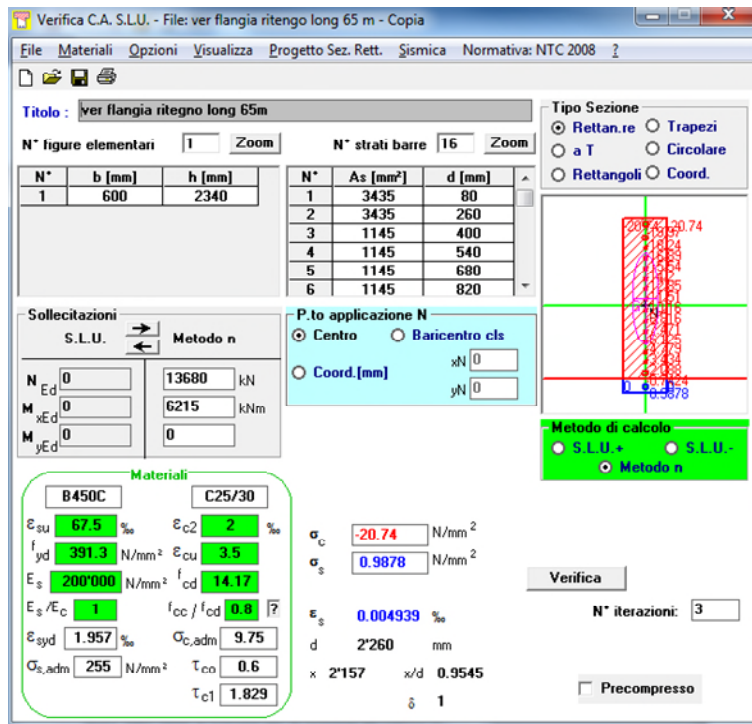 Verifica C.A. S.L.U. - File: ver flangia ritengo long 65 m - Copia
File Materiali Opzioni Visualizza Progetto Sez. Rett. Sismica Normativa: NTC 2008 ?
Titolo : ver flangia ritegno long 65m
N° figure elementari 1 Zoom
N° strati barre 16 Zoom
N° b [mm] h [mm]
1 600 2340
N° As [mm²] d [mm]
1 3435 80
2 3435 260
3 1145 400
4 1145 540
5 1145 680
6 1145 820
Tipo Sezione
Rettan.re Trapezi
a T Circolare
Rettangoli Coord.
Sollecitazioni
S.L.U. Metodo n
N Ed 0 13680 kN
M xEd 0 6215 kNm
M yEd 0 0
P.to applicazione N
Centro Baricentro cls
Coord.[mm] xN 0
yN 0
Metodo di calcolo
S.L.U.+ S.L.U.-
Metodo n
Materiali
B450C C25/30
εsu 67.5 ‰ εc2 2 ‰
fyd 391.3 N/mm² εcu 3.5
Es 200'000 N/mm² fcd 14.17
Es/Ec 1 fcc / fcd 0.8 ?
εsyd 1.957 ‰ σc,adm 9.75
σs,adm 255 N/mm² τco 0.6
τc1 1.829
σc -20.74 N/mm²
σs 0.9878 N/mm²
εs 0.004939 ‰
d 2'260 mm
x 2'157 x/d 0.9545
δ 1
Verifica
N° iterazioni: 3
Precompresso